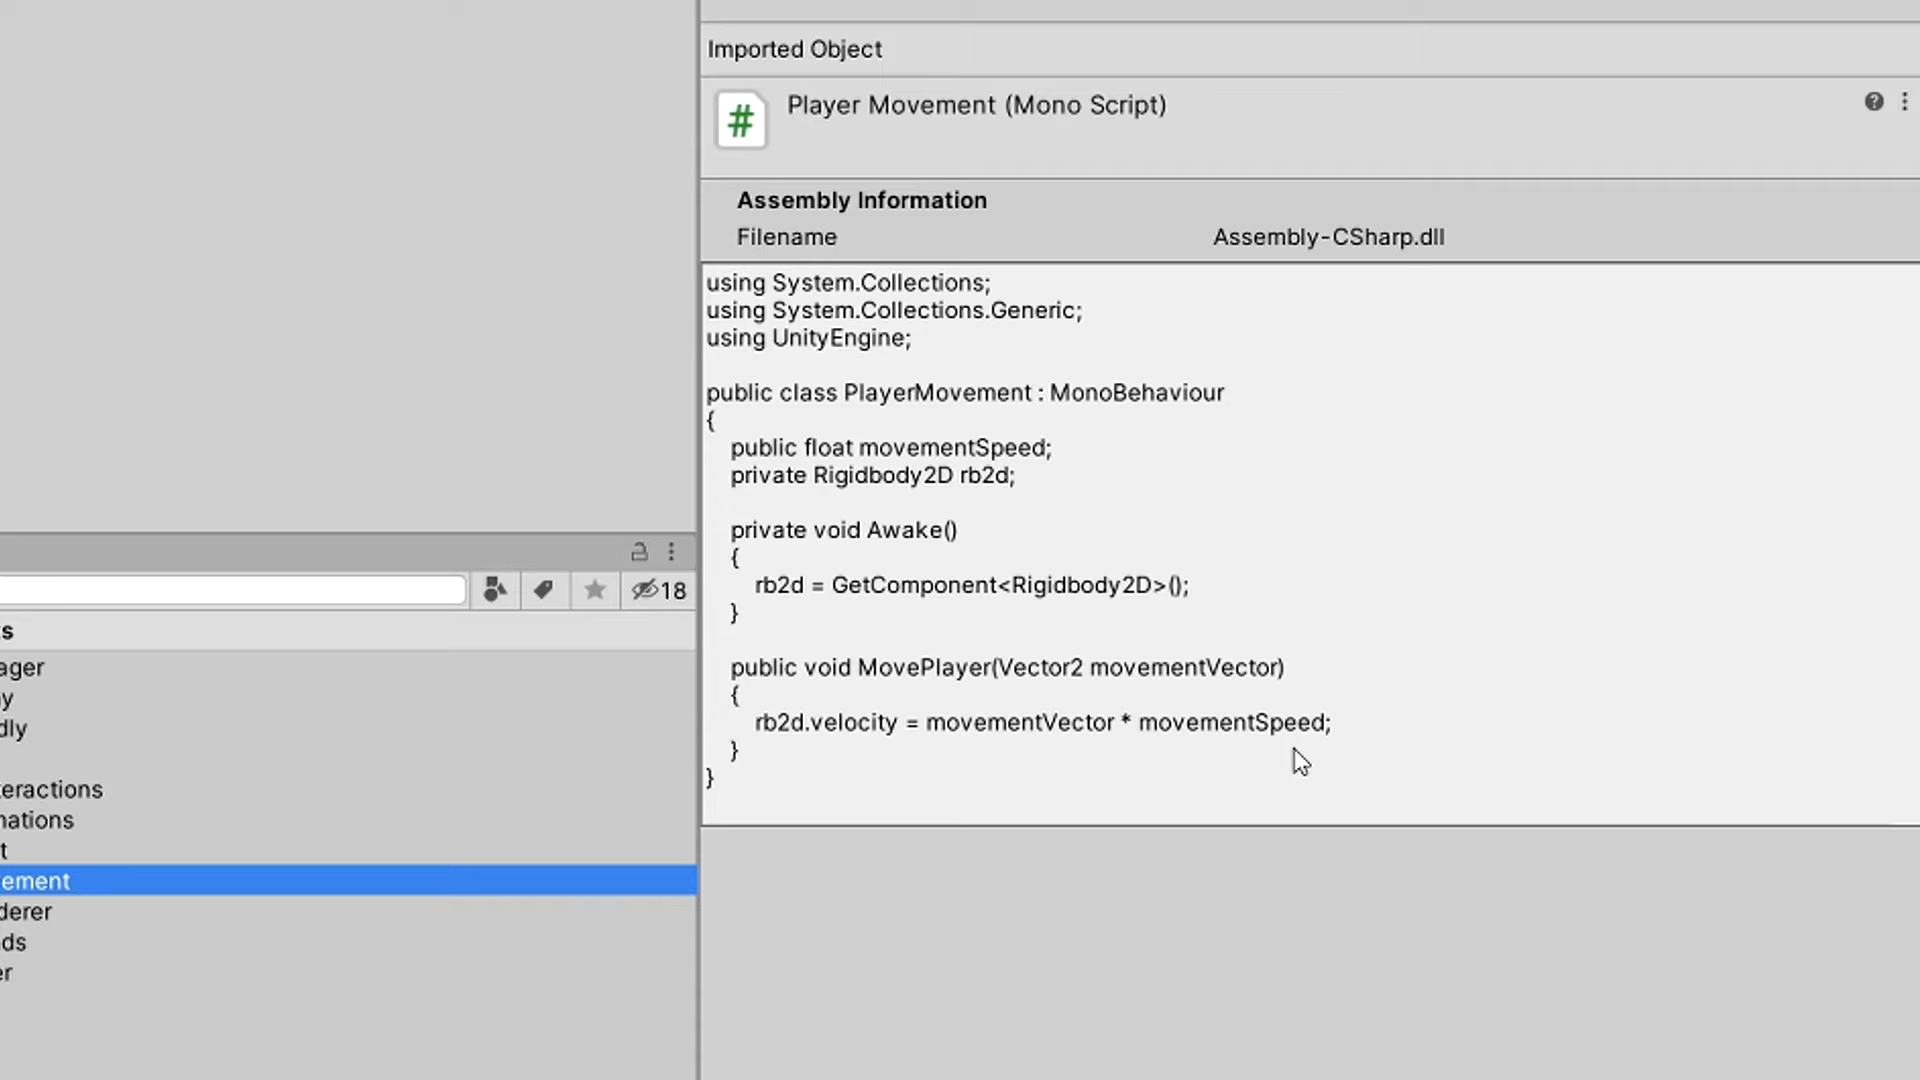 Imported Object
#
Player Movement (Mono Script)
Assembly Information
Filename Assembly-CSharp.dll
using System.Collections;
using System.Collections.Generic;
using UnityEngine;
public class PlayerMovement : MonoBehaviour
{
public float movementSpeed;
private Rigidbody2D rb2d;
private void Awake()
{
rb2d = GetComponent<Rigidbody2D>();
}
public void MovePlayer(Vector2 movementVector)
{
rb2d.velocity = movementVector * movementSpeed;
}
}
18
ts
ager
y
dly
teractions
nations
t
ement
derer
ds
er